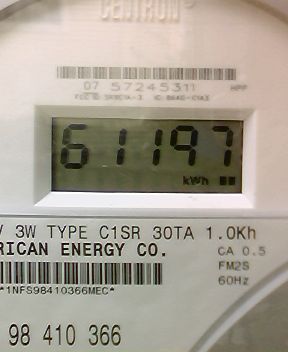 CENTRON
07 57245311
61197
kWh
V 3W TYPE C1SR 30TA 1.0Kh
RICAN ENERGY CO.
CA 0.5
FM2S
60Hz
*1NFS98410366MEC*
98 410 366